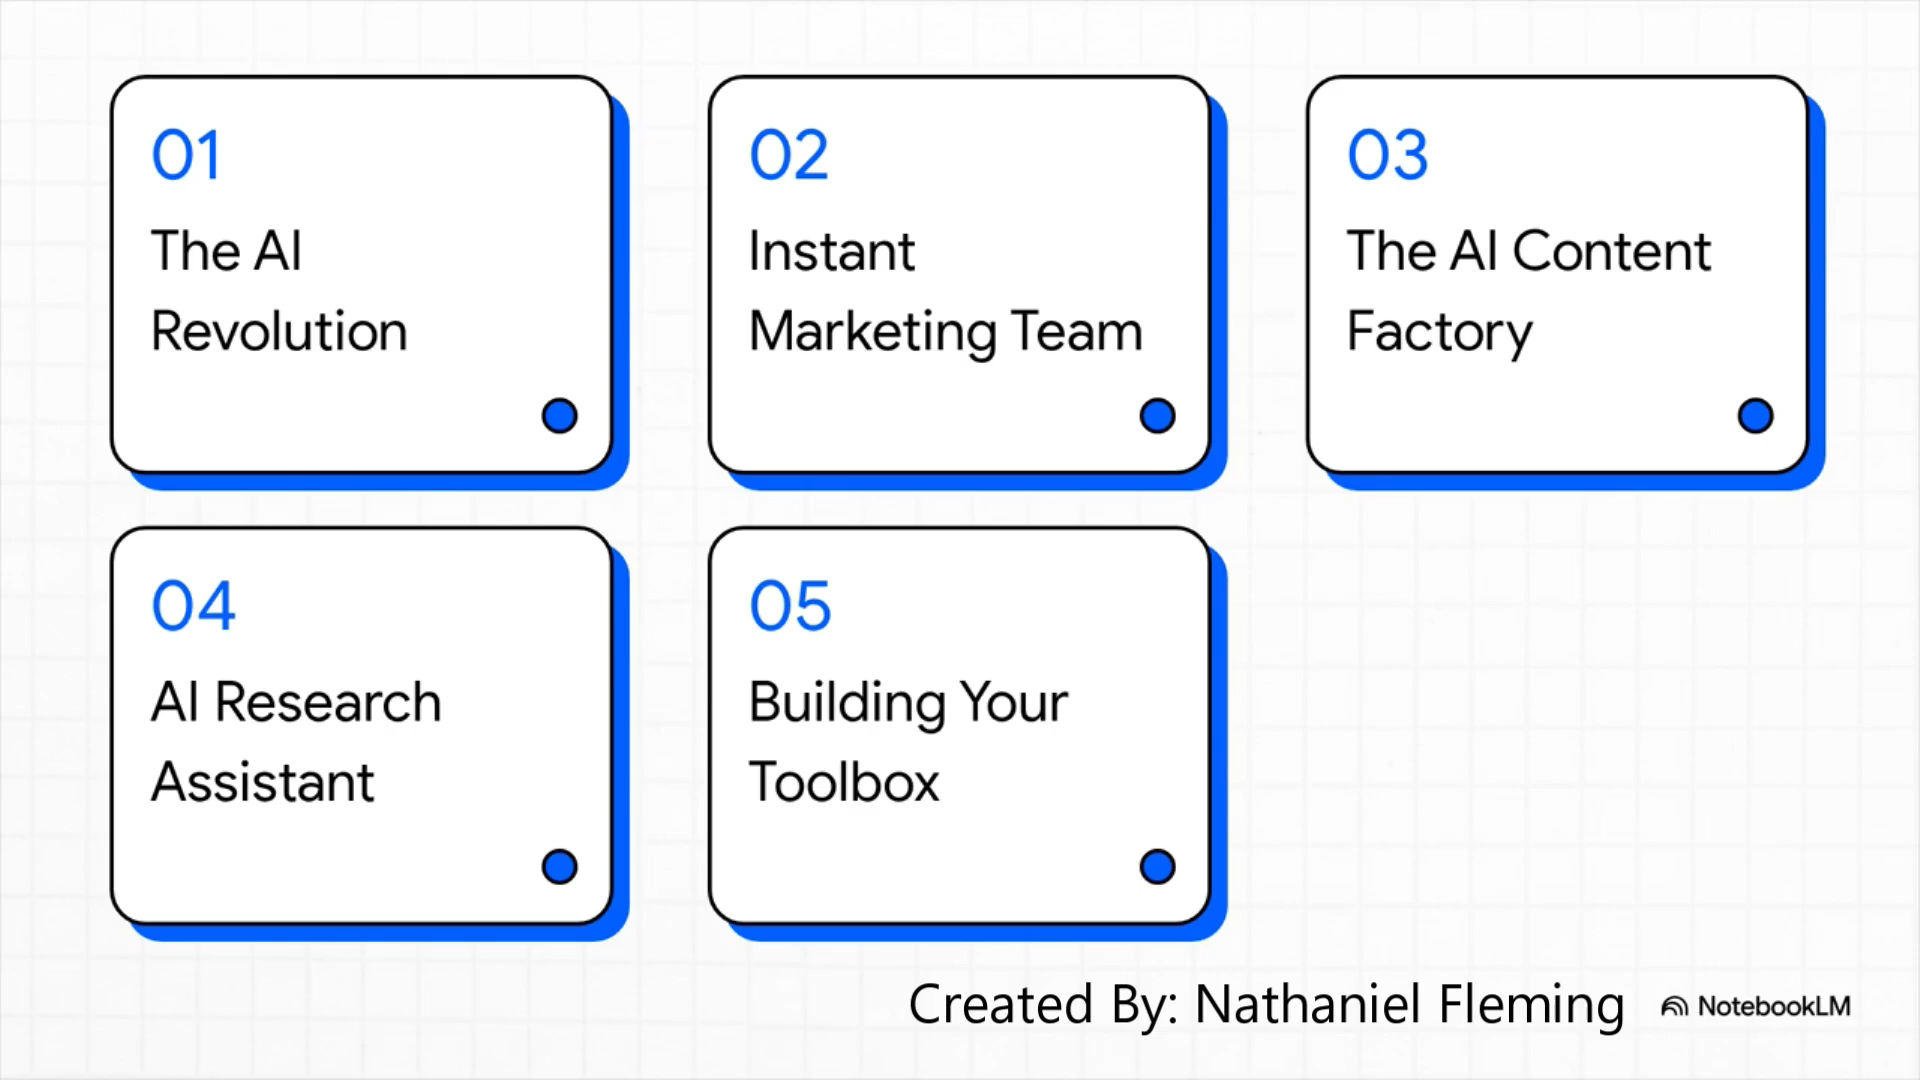 01
The AI
Revolution
02
Instant
Marketing Team
03
The AI Content
Factory
04
AI Research
Assistant
05
Building Your
Toolbox
Created By: Nathaniel Fleming
NotebookLM